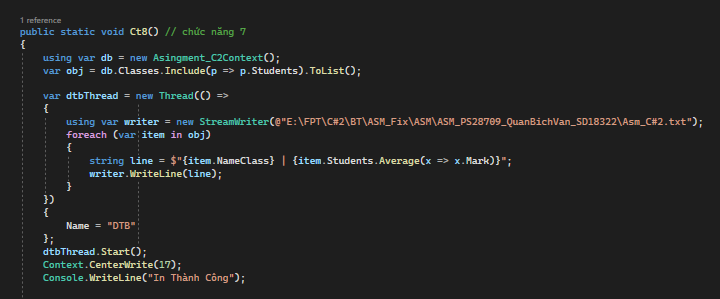 1 reference
public static void Ct8() // chức năng 7
{
using var db = new Asingment_C2Context();
var obj = db.Classes.Include(p => p.Students).ToList();
var dtbThread = new Thread(() =>
{
using var writer = new StreamWriter(@"E:\FPT\C#2\BT\ASM_Fix\ASM\ASM_PS28709_QuanBichVan_SD18322\Asm_C#2.txt");
foreach (var item in obj)
{
string line = $"{item.NameClass} | {item.Students.Average(x => x.Mark)}";
writer.WriteLine(line);
}
})
{
Name = "DTB"
};
dtbThread.Start();
Context.CenterWrite(17);
Console.WriteLine("In Thành Công");